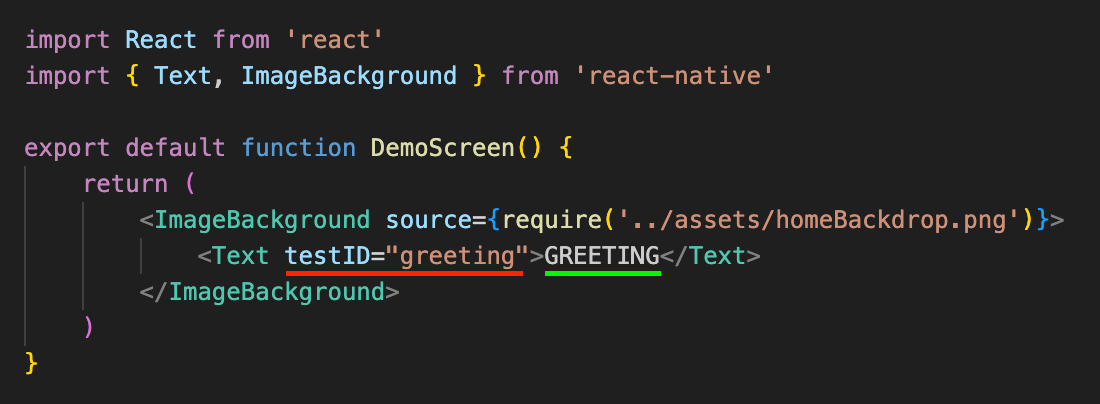 import React from 'react'
import { Text, ImageBackground } from 'react-native'
export default function DemoScreen() {
return (
<ImageBackground source={require('../assets/homeBackdrop.png')}>
<Text testID="greeting">GREETING</Text>
</ImageBackground>
)
}